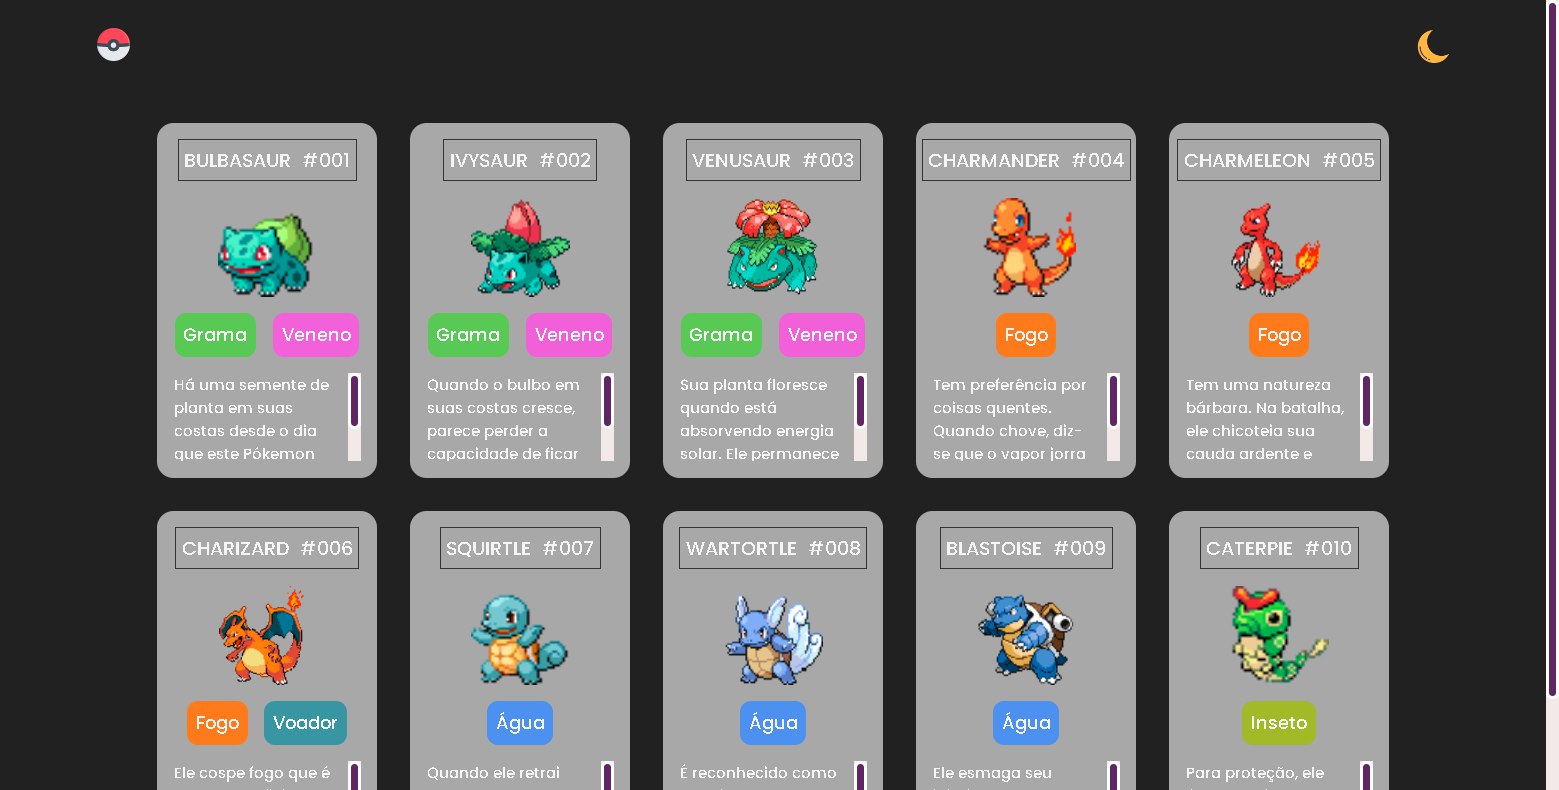 BULBASAUR #001
Grama Veneno
Há uma semente de
planta em suas
costas desde o dia
que este Pókemon
IVYSAUR #002
Grama Veneno
Quando o bulbo em
suas costas cresce,
parece perder a
capacidade de ficar
VENUSAUR #003
Grama Veneno
Sua planta floresce
quando está
absorvendo energia
solar. Ele permanece
CHARMANDER #004
Fogo
Tem preferência por
coisas quentes.
Quando chove, diz-
se que o vapor jorra
CHARMELEON #005
Fogo
Tem uma natureza
bárbara. Na batalha,
ele chicoteia sua
cauda ardente e
CHARIZARD #006
Fogo Voador
Ele cospe fogo que é
SQUIRTLE #007
Água
Quando ele retrai
WARTORTLE #008
Água
É reconhecido como
BLASTOISE #009
Água
Ele esmaga seu
CATERPIE #010
Inseto
Para proteção, ele